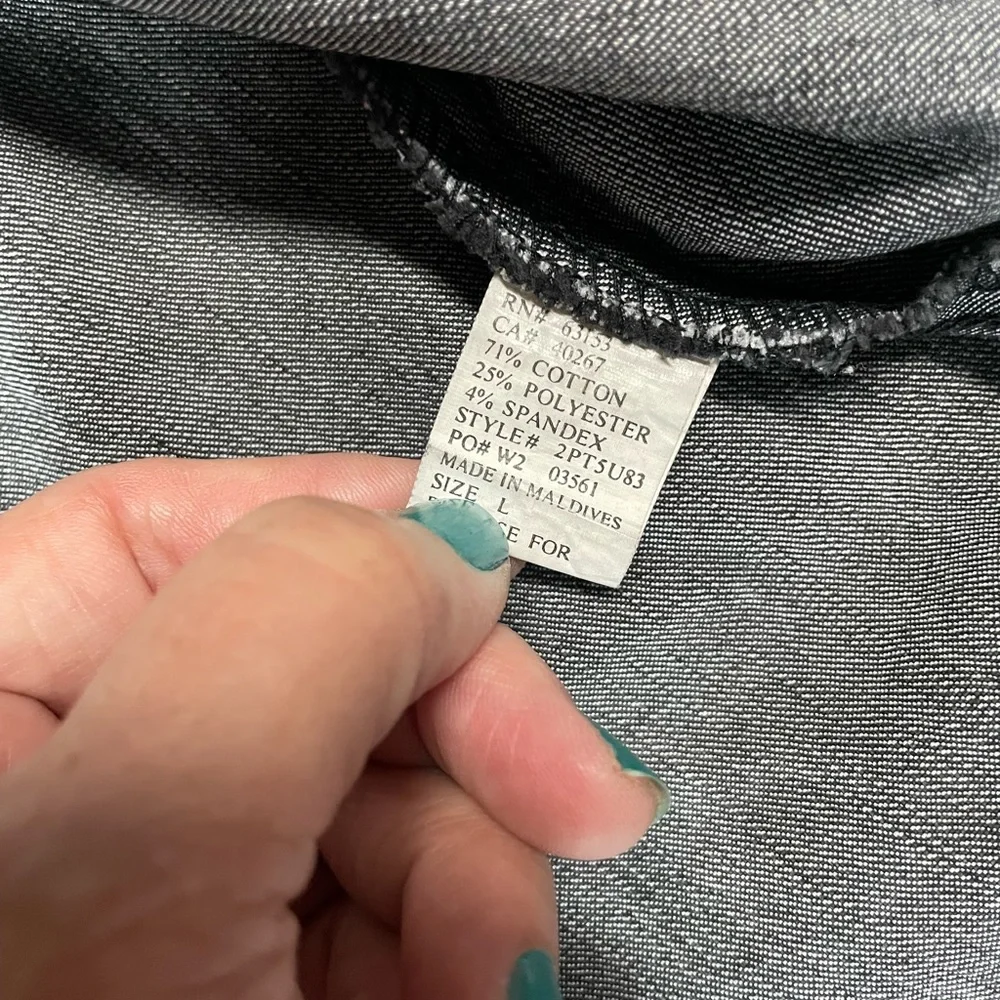 RN# 63153
CA# 40267
71% COTTON
25% POLYESTER
4% SPANDEX
STYLE# 2PT5U83
PO# W2 03561
MADE IN MALDIVES
SIZE L
FOR